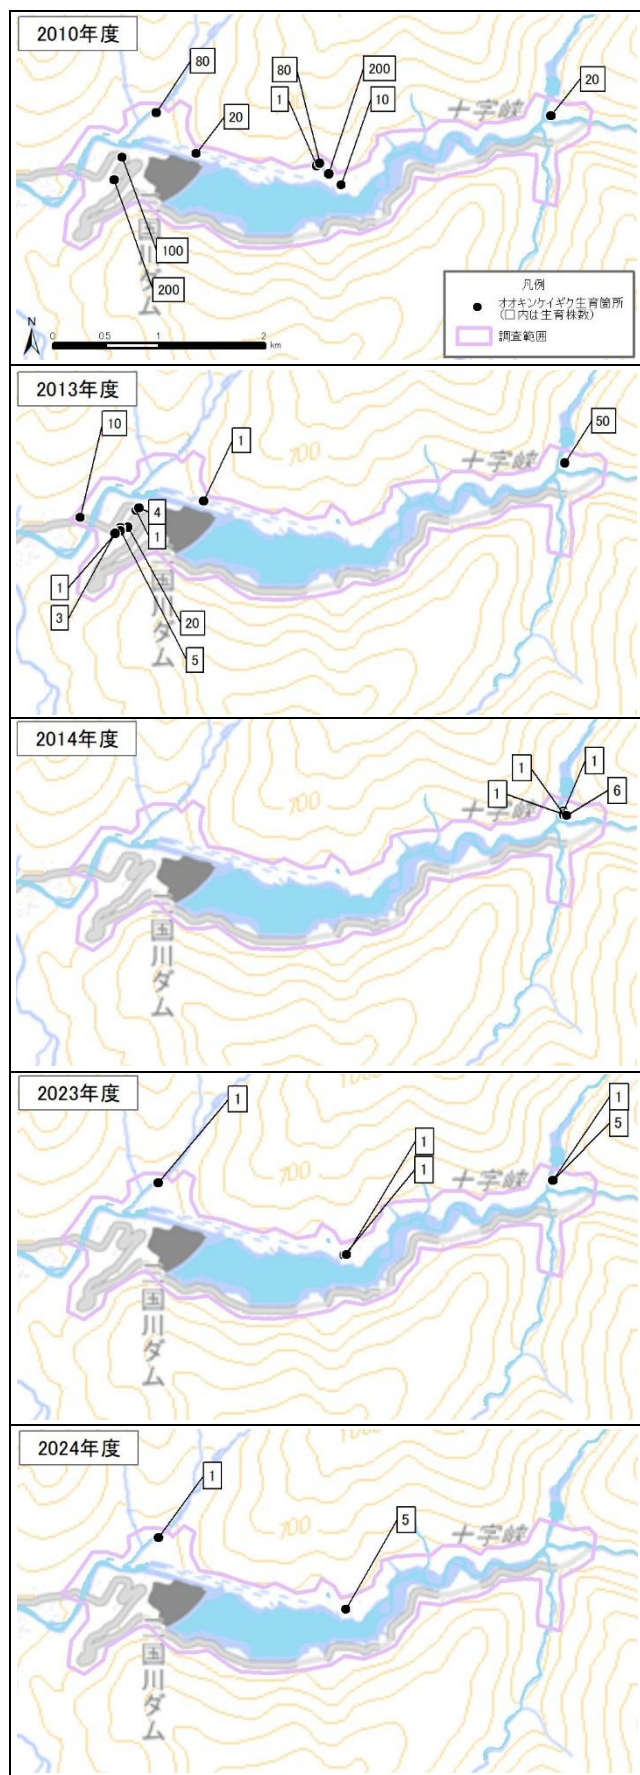 2010年度
80
20
80
200
1
10
十字峡
20
100
200
三国川ダム
N
0 0.5 1 2
km
凡例
オオキンケイギク生育箇所
(□内は生育株数)
調査範囲
2013年度
10
1
700
十字峡
50
4
1
1
3
20
5
三国川ダム
2014年度
700
1
1
1
6
十字峡
三国川ダム
2023年度
1
700
1
1
1
5
十字峡
三国川ダム
2024年度
1
700
5
十字峡
三国川ダム